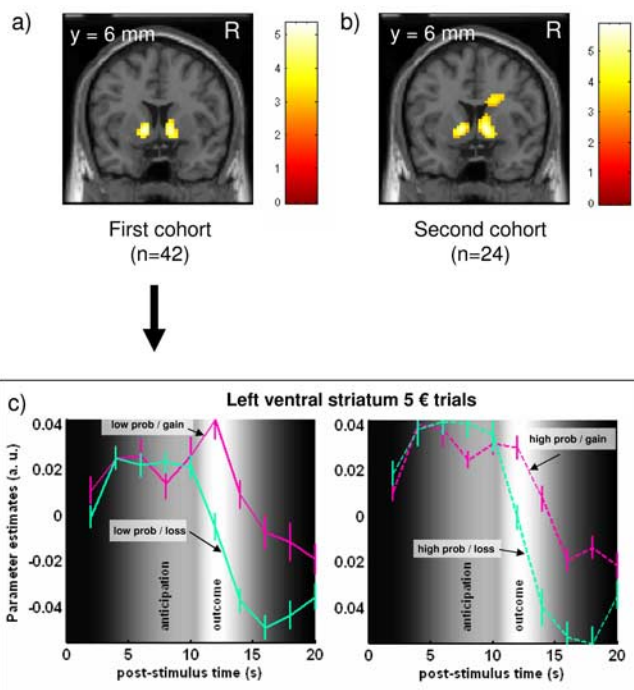 a)
y = 6 mm R
5
4
3
2
1
0
First cohort
(n=42)
b)
y = 6 mm R
5
4
3
2
1
0
Second cohort
(n=24)
c)
Left ventral striatum 5 € trials
Parameter estimates (a. u.)
0.04
0.02
0
-0.02
-0.04
low prob / gain
low prob / loss
anticipation
outcome
0 5 10 15 20
post-stimulus time (s)
0.04
0.02
0
0.02
0.04
high prob / gain
high prob / loss
anticipation
outcome
0 5 10 15 20
post-stimulus time (s)